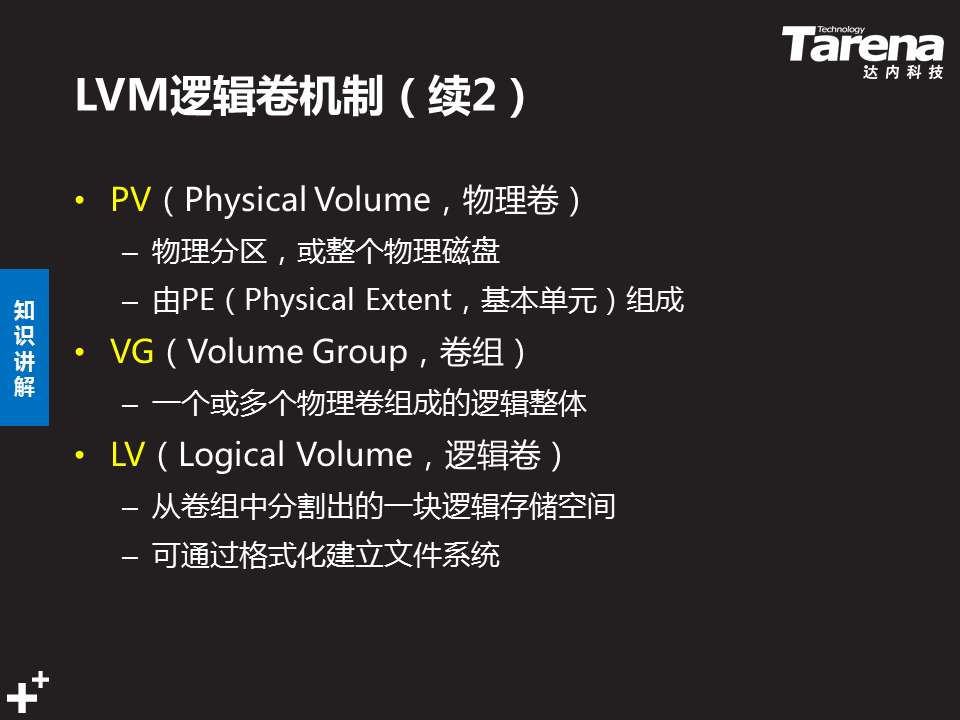 Technology
Tarena
达内科技
LVM逻辑卷机制（续2）
• PV（Physical Volume，物理卷）
– 物理分区，或整个物理磁盘
– 由PE（Physical Extent，基本单元）组成
知识讲解
• VG（Volume Group，卷组）
– 一个或多个物理卷组成的逻辑整体
• LV（Logical Volume，逻辑卷）
– 从卷组中分割出的一块逻辑存储空间
– 可通过格式化建立文件系统